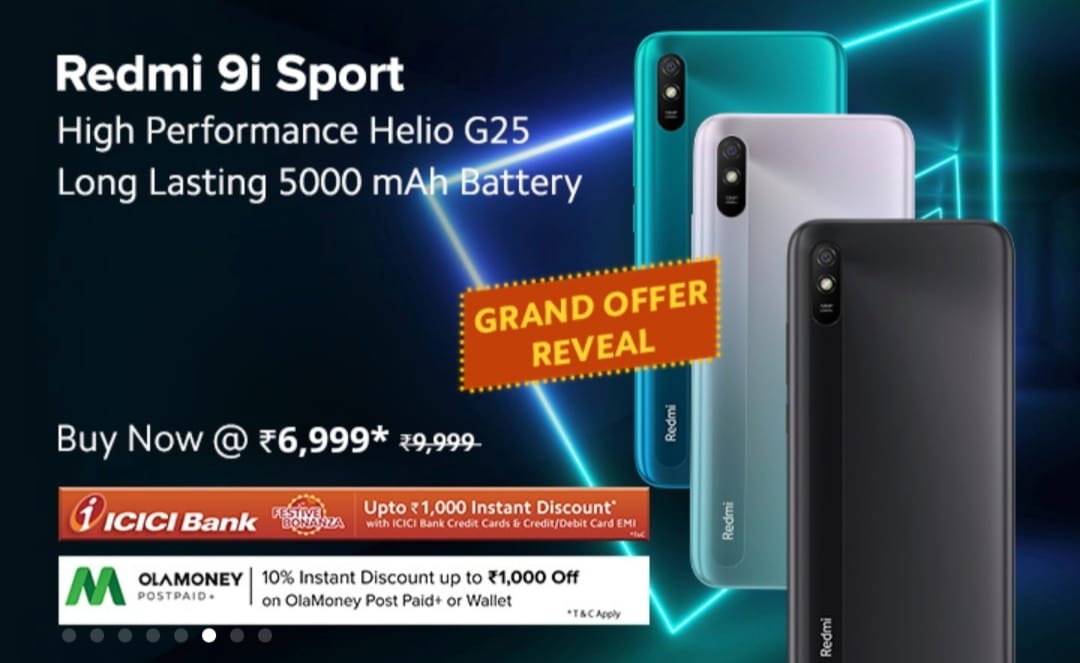 Redmi 9i Sport
High Performance Helio G25
Long Lasting 5000 mAh Battery
GRAND OFFER
REVEAL
Buy Now @ ₹6,999* ₹9,999
ICICI Bank
FESTIVE
BONANZA
Upto ₹1,000 Instant Discount*
with ICICI Bank Credit Cards & Credit/Debit Card EMI
*T&C
OLAMONEY
POSTPAID+
10% Instant Discount up to ₹1,000 Off
on OlaMoney Post Paid+ or Wallet
*T&C Apply
Redmi
Redmi
Redmi